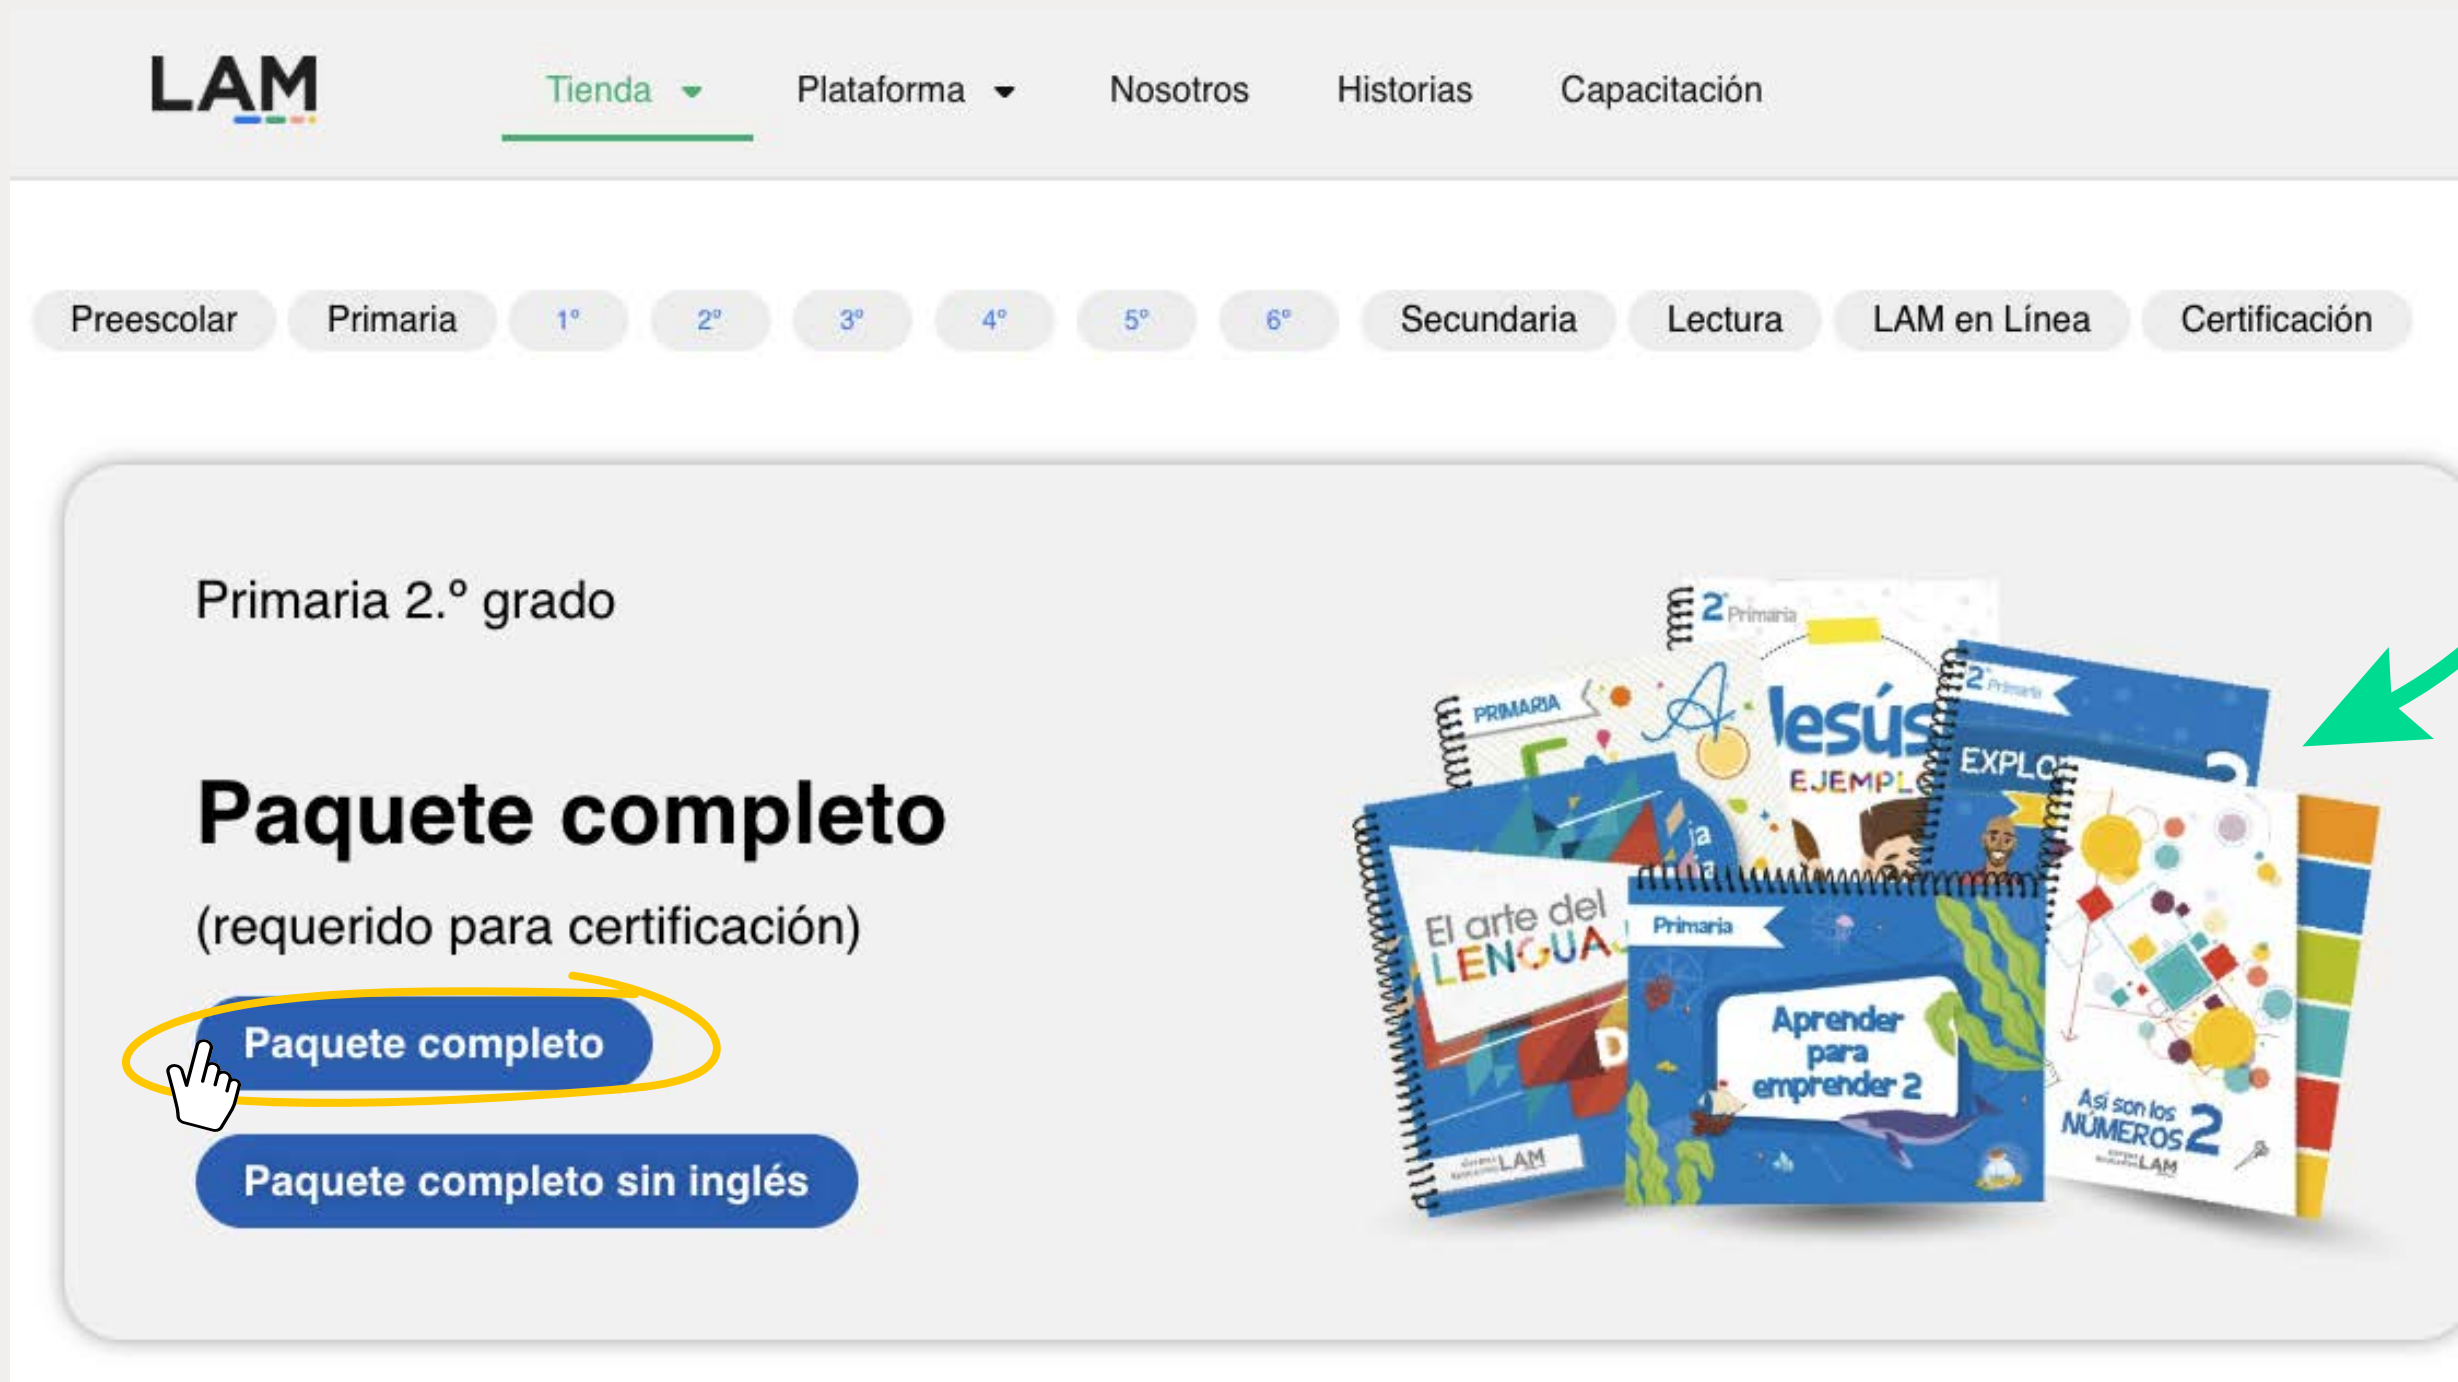 LAM
Tienda Plataforma Nosotros Historias Capacitación
Preescolar Primaria 1° 2° 3° 4° 5° 6° Secundaria Lectura LAM en Línea Certificación
Primaria 2.º grado
Paquete completo
(requerido para certificación)
Paquete completo
Paquete completo sin inglés
2° Primaria
Jesús
EJEMPL
PRIMARIA
2° Primaria
EXPLO
El arte del
LENGUA
LAM
Primaria
Aprender
para
emprender 2
Así son los
NÚMEROS 2
LAM